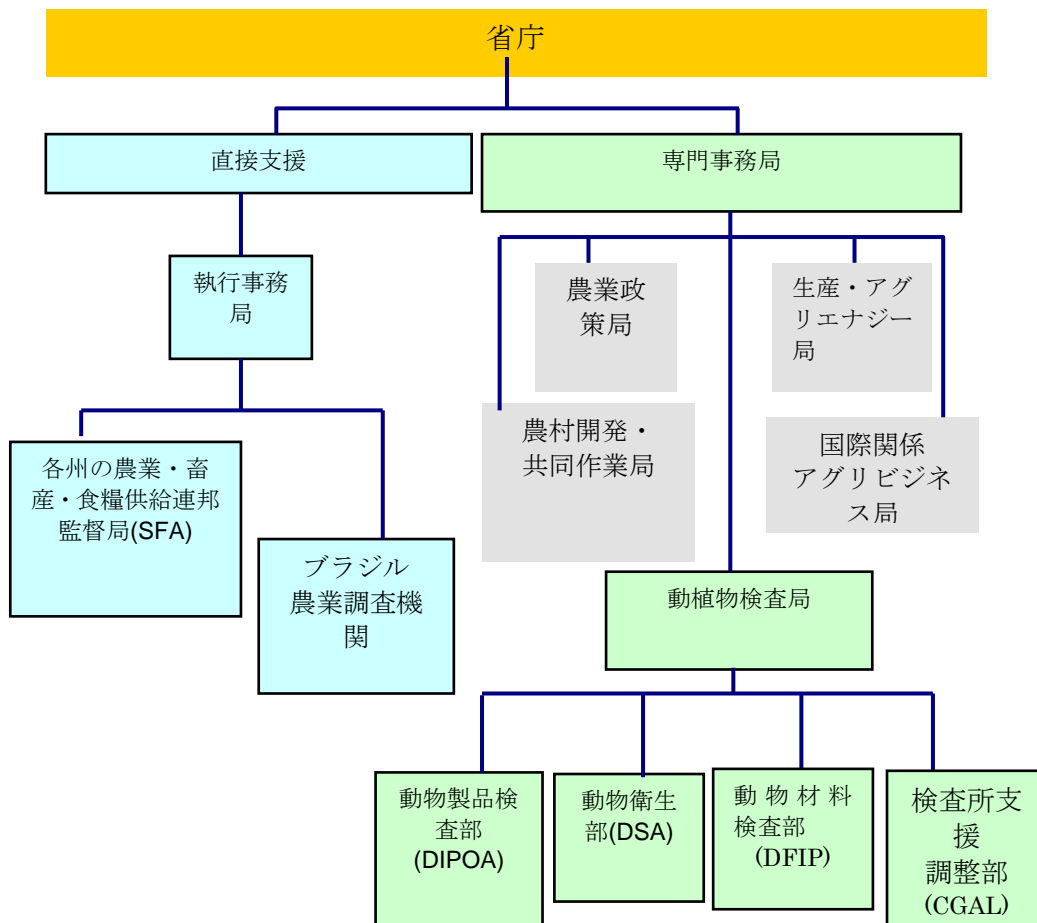 省庁
直接支援
専門事務局
執行事務
局
農業政
策局
生産・アグ
リエナジー
局
農村開発・
共同作業局
国際関係
アグリビジネ
ス局
各州の農業・畜
産・食糧供給連邦
監督局(SFA)
ブラジル
農業調査機
関
動植物検査局
動物製品検
査部
(DIPOA)
動物衛生
部(DSA)
動物材料
検査部
(DFIP)
検査所支
援
調整部
(CGAL)